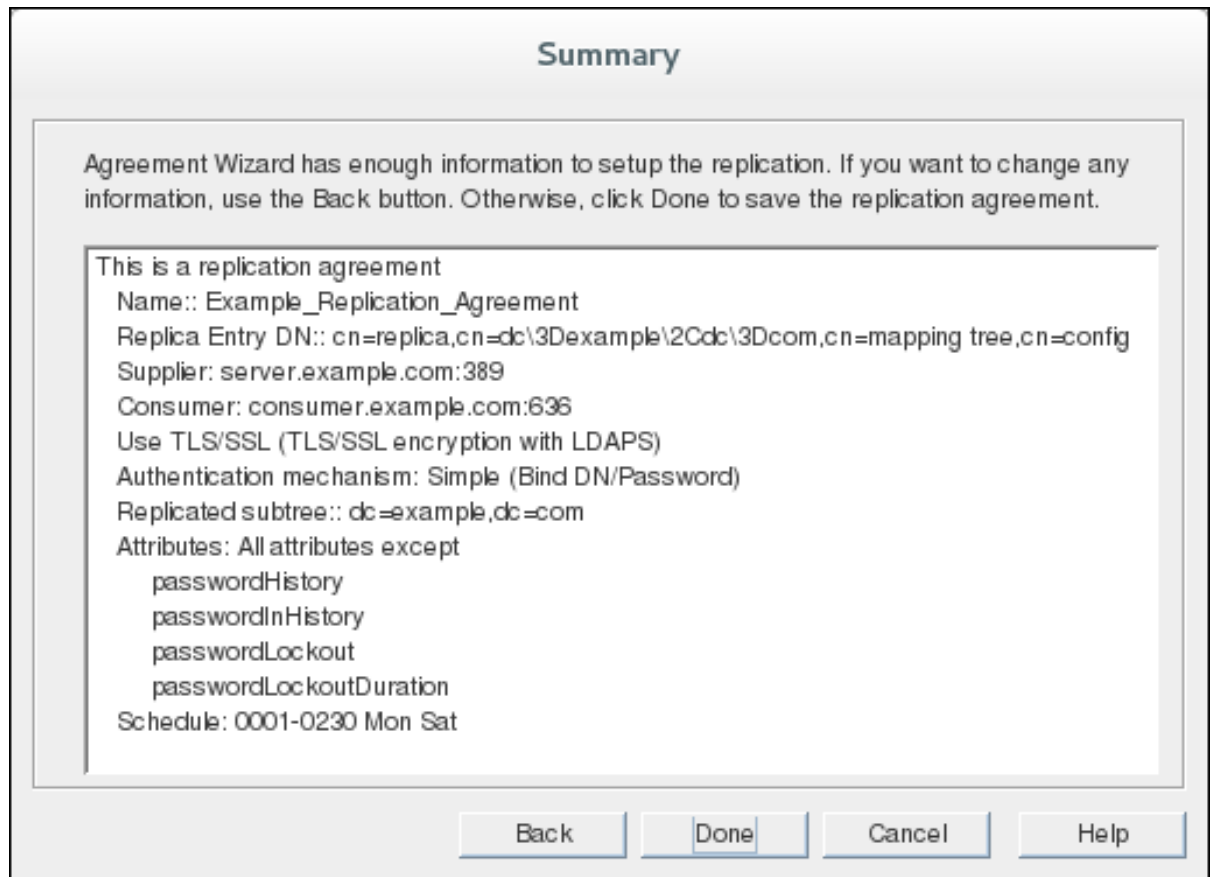 Summary
Agreement Wizard has enough information to setup the replication. If you want to change any
information, use the Back button. Otherwise, click Done to save the replication agreement.
This is a replication agreement
Name:: Example_Replication_Agreement
Replica Entry DN:: cn=replica,cn=dc\3Dexample\2Cdc\3Dcom,cn=mapping tree,cn=config
Supplier: server.example.com:389
Consumer: consumer.example.com:636
Use TLS/SSL (TLS/SSL encryption with LDAPS)
Authentication mechanism: Simple (Bind DN/Password)
Replicated subtree:: dc=example,dc=com
Attributes: All attributes except
passwordHistory
passwordInHistory
passwordLockout
passwordLockoutDuration
Schedule: 0001-0230 Mon Sat
Back Done Cancel Help